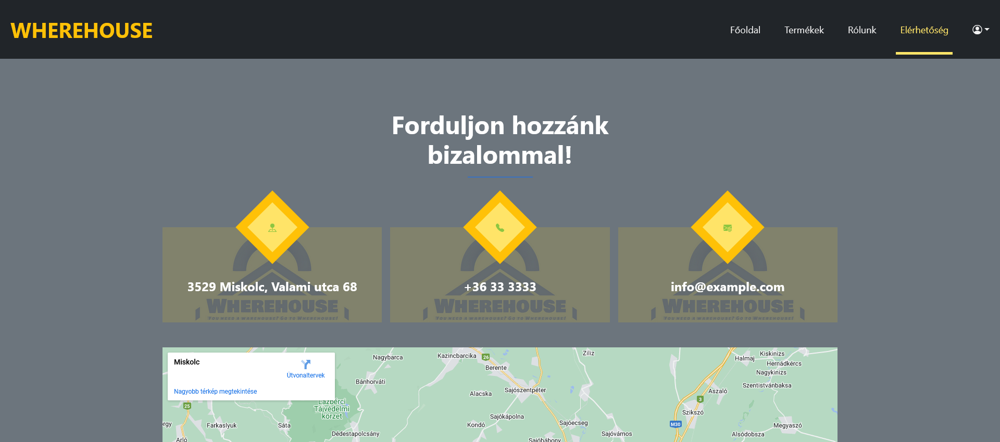 WHEREHOUSE
Főoldal
Termékek
Rólunk
Elérhetőség
Forduljon hozzánk
bizalommal!
3529 Miskolc, Valami utca 68
WHEREHOUSE
YOU NEED A WAREHOUSE? GO TO WHEREHOUSE!
+36 33 3333
WHEREHOUSE
YOU NEED A WAREHOUSE? GO TO WHEREHOUSE!
info@example.com
WHEREHOUSE
YOU NEED A WAREHOUSE? GO TO WHEREHOUSE!
Miskolc
Útvonaltervek
Nagyobb térkép megtekintése
Nagybarca
Kazincbarcika
26
Ziliz
Halmaj
Kiskinizs
Hernádkércs
Berente
Nagykinizs
Bánhorváti
Sajószentpéter
Szentistvánbaksa
Alacska
Aszaló
Lázbérci
Tájvédelmi
körzet
25
3
Szikszó
Sajókápolna
Farkaslyuk
Sáta
Kondó
Sajóecseg
M30
Megyaszó
Dédestapolcsány
Sajóvámos
Alsódobsza
Arló
Sajóbábony